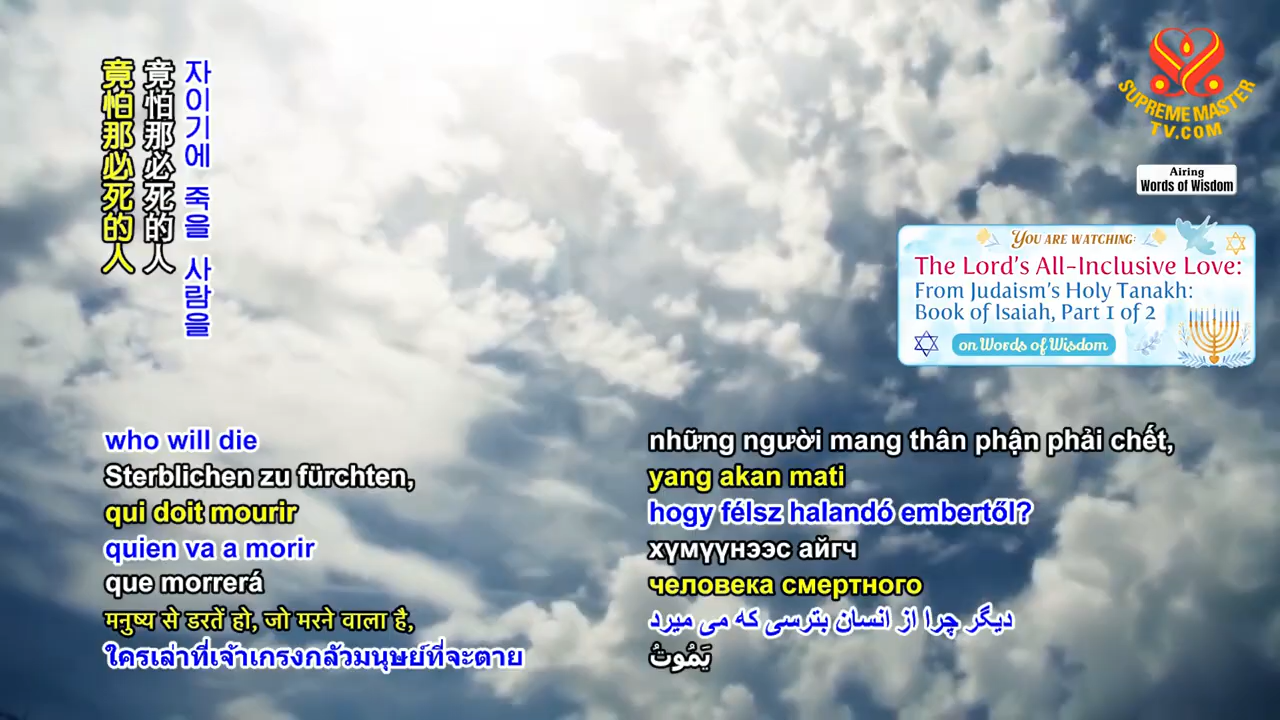 竟怕那必死的人
竟怕那必死的人
자이기에 죽을 사람을
SUPREME MASTER
TV.COM
Airing
Words of Wisdom
YOU ARE WATCHING:
The Lord's All-Inclusive Love:
From Judaism's Holy Tanakh:
Book of Isaiah, Part 1 of 2
on Words of Wisdom
who will die
Sterblichen zu fürchten,
qui doit mourir
quien va a morir
que morrerá
मनुष्य से डरतें हो, जो मरने वाला है,
ใครเล่าที่เจ้าเกรงกลัวมนุษย์ที่จะตาย
những người mang thân phận phải chết,
yang akan mati
hogy félsz halandó embertől?
хүмүүнээс айгч
человека смертного
دیگر چرا از انسان بترسی که می میرد
يَمُوتُ